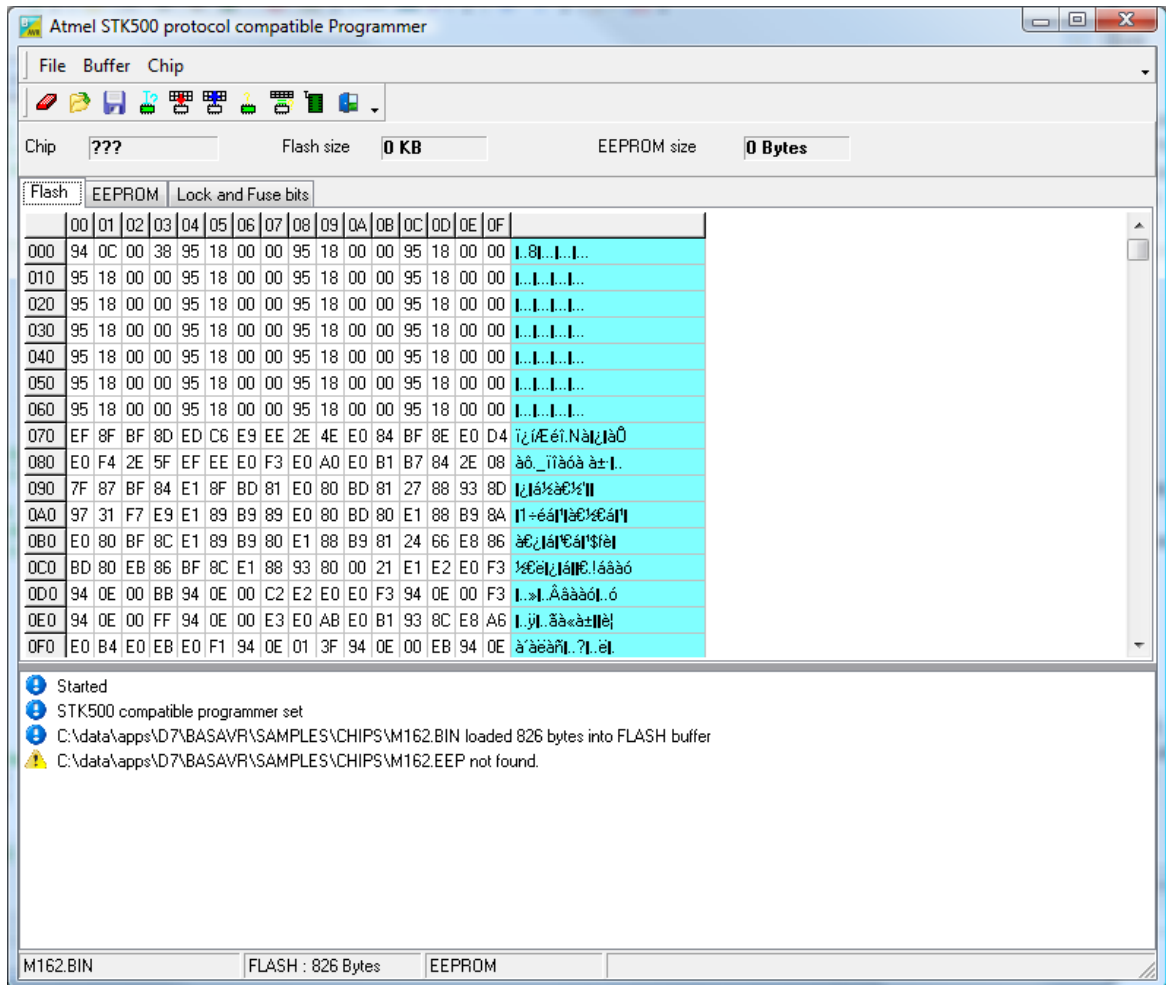 Atmel STK500 protocol compatible Programmer
File Buffer Chip
Chip ??? Flash size 0 KB EEPROM size 0 Bytes
Flash EEPROM Lock and Fuse bits
00 01 02 03 04 05 06 07 08 09 0A 0B 0C 0D 0E 0F
000 94 0C 00 38 95 18 00 00 95 18 00 00 95 18 00 00
010 95 18 00 00 95 18 00 00 95 18 00 00 95 18 00 00
020 95 18 00 00 95 18 00 00 95 18 00 00 95 18 00 00
030 95 18 00 00 95 18 00 00 95 18 00 00 95 18 00 00
040 95 18 00 00 95 18 00 00 95 18 00 00 95 18 00 00
050 95 18 00 00 95 18 00 00 95 18 00 00 95 18 00 00
060 95 18 00 00 95 18 00 00 95 18 00 00 95 18 00 00
070 EF 8F BF 8D ED C6 E9 EE 2E 4E E0 84 BF 8E E0 D4
080 E0 F4 2E 5F EF EE E0 F3 E0 A0 E0 B1 B7 84 2E 08
090 7F 87 BF 84 E1 8F BD 81 E0 80 BD 81 27 88 93 8D
0A0 97 31 F7 E9 E1 89 B9 89 E0 80 BD 80 E1 88 B9 8A
0B0 E0 80 BF 8C E1 89 B9 80 E1 88 B9 81 24 66 E8 86
0C0 BD 80 EB 86 BF 8C E1 88 93 80 00 21 E1 E2 E0 F3
0D0 94 0E 00 BB 94 0E 00 C2 E2 E0 E0 F3 94 0E 00 F3
0E0 94 0E 00 FF 94 0E 00 E3 E0 AB E0 B1 93 8C E8 A6
0F0 E0 B4 E0 EB E0 F1 94 0E 01 3F 94 0E 00 EB 94 0E
Started
STK500 compatible programmer set
C:\data\apps\D7\BASAVR\SAMPLES\CHIPS\M162.BIN loaded 826 bytes into FLASH buffer
C:\data\apps\D7\BASAVR\SAMPLES\CHIPS\M162.EEP not found.
M162.BIN FLASH : 826 Bytes EEPROM